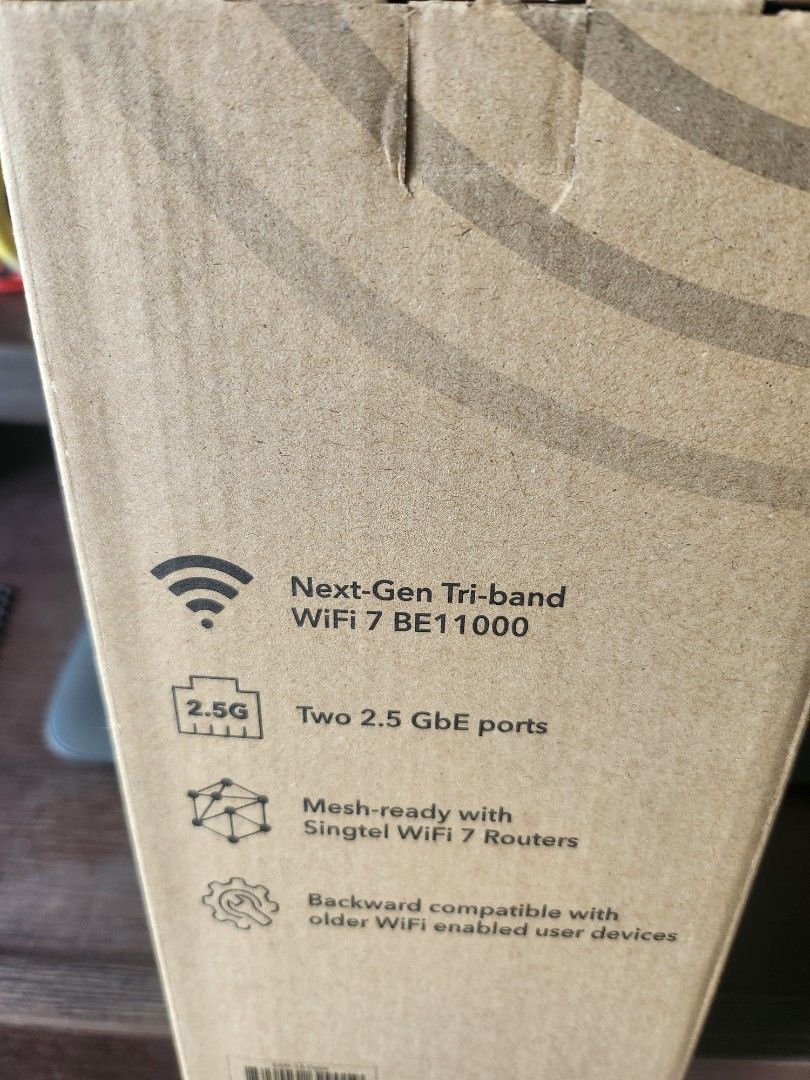 Next-Gen Tri-band
WiFi 7 BE11000
2.5G
Two 2.5 GbE ports
Mesh-ready with
Singtel WiFi 7 Routers
Backward compatible with
older WiFi enabled user devices